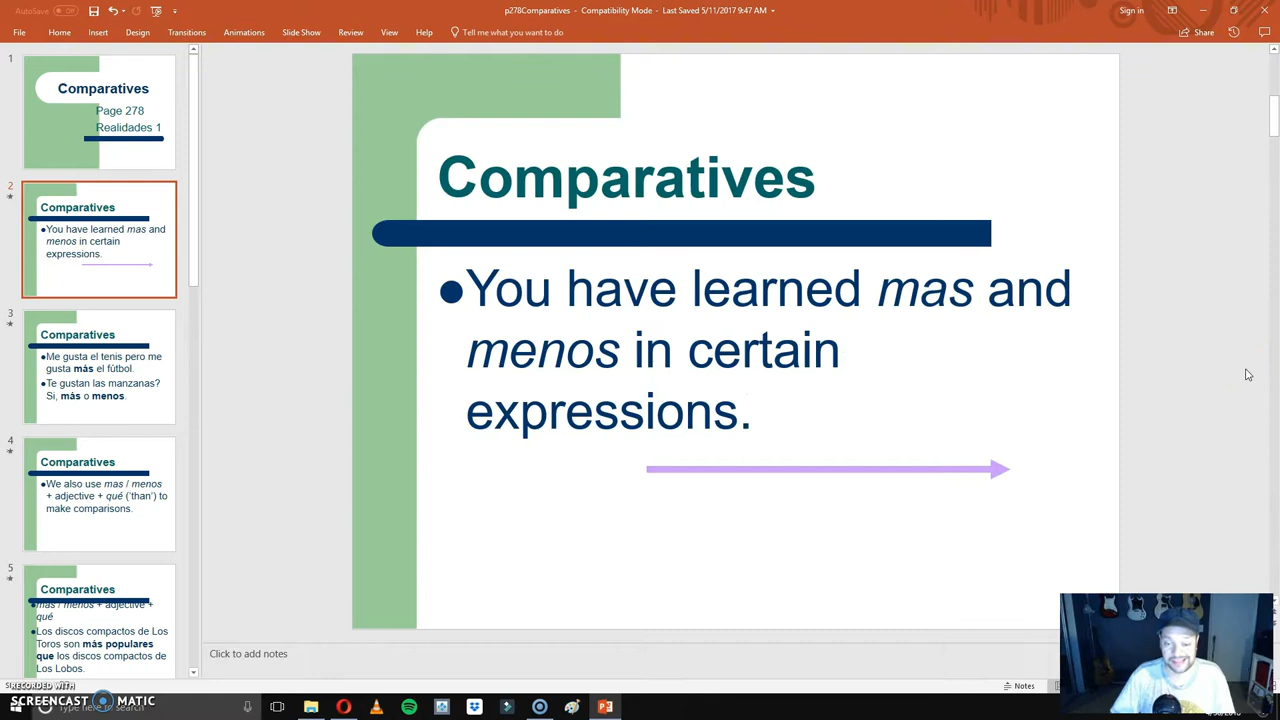 AutoSave
Off
p278Comparatives - Compatibility Mode - Last Saved 5/11/2017 9:47 AM
Sign in
File Home Insert Design Transitions Animations Slide Show Review View Help Tell me what you want to do
Share
1
Comparatives
Page 278
Realidades 1
2
Comparatives
•You have learned mas and
menos in certain
expressions.
3
Comparatives
•Me gusta el tenis pero me
gusta más el fútbol.
•Te gustan las manzanas?
Si, más o menos.
4
Comparatives
•We also use mas / menos
+ adjective + qué ('than') to
make comparisons.
5
Comparatives
•mas / menos + adjective +
qué
•Los discos compactos de Los
Toros son más populares
que los discos compactos de
Los Lobos.
Comparatives
•You have learned mas and
menos in certain
expressions.
Click to add notes
Notes
RECORDED WITH
SCREENCAST MATIC
Type here to search